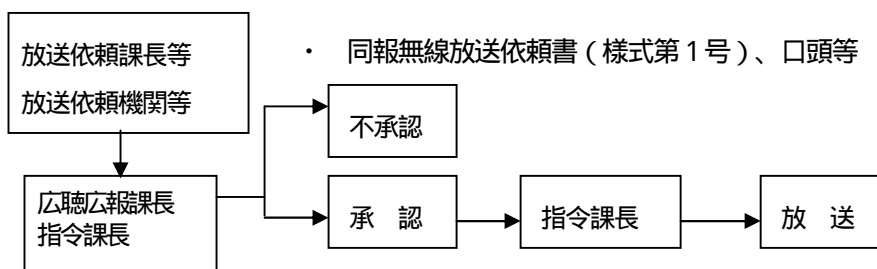 放送依頼課長等
放送依頼機関等
・ 同報無線放送依頼書（様式第１号）、口頭等
不承認
広聴広報課長
指令課長
承 認
指令課長
放 送